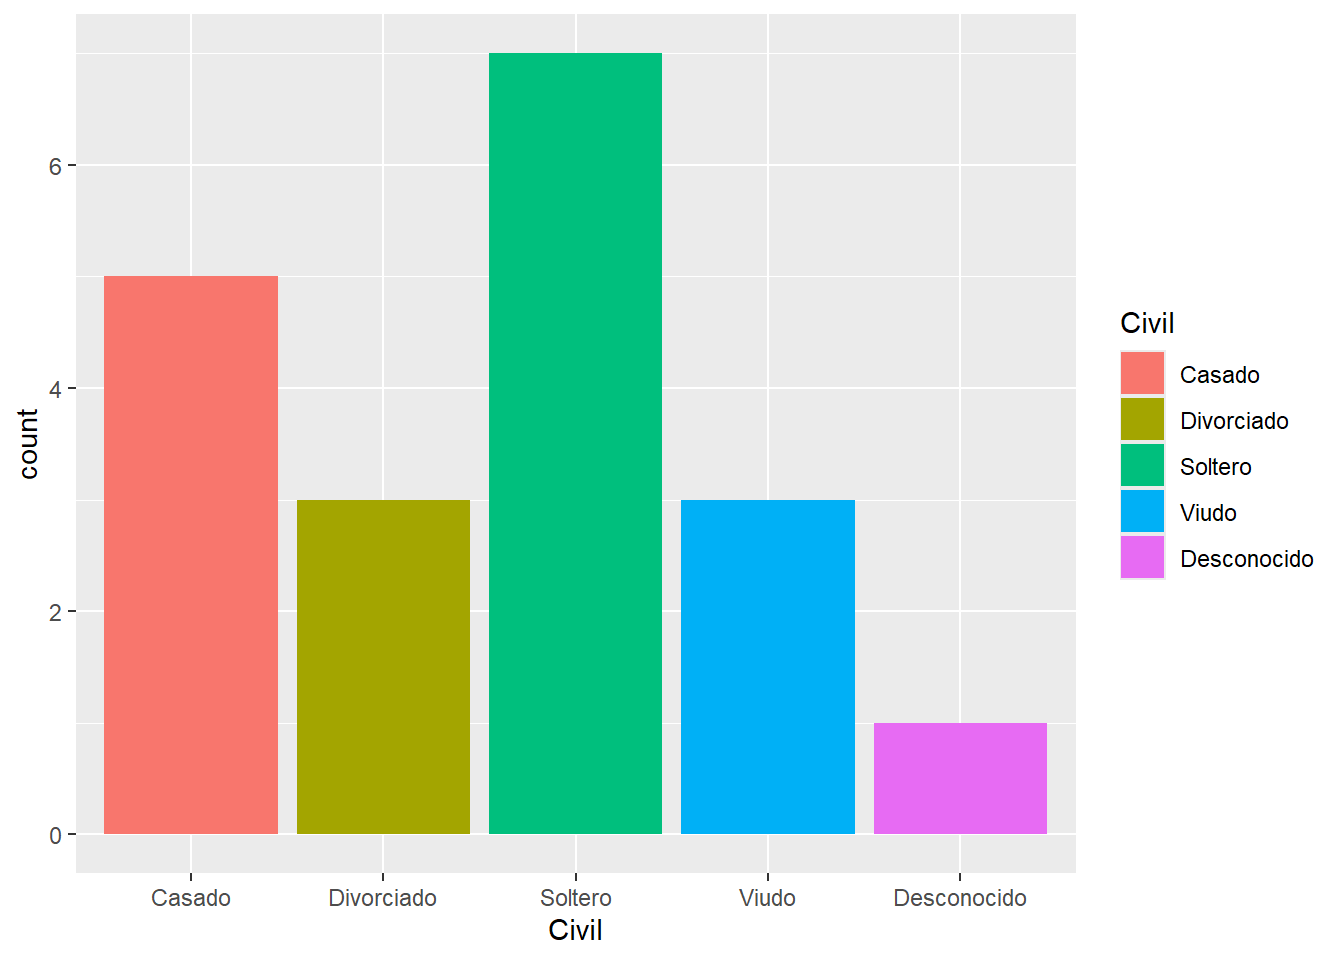 6
4
2
0
count
Casado
Divorciado
Soltero
Viudo
Desconocido
Civil
Civil
Casado
Divorciado
Soltero
Viudo
Desconocido